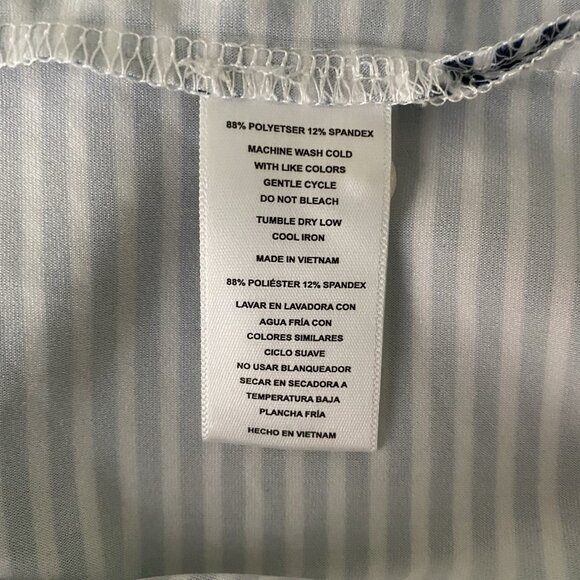 88% POLYETSER 12% SPANDEX
MACHINE WASH COLD
WITH LIKE COLORS
GENTLE CYCLE
DO NOT BLEACH
TUMBLE DRY LOW
COOL IRON
MADE IN VIETNAM
88% POLIÉSTER 12% SPANDEX
LAVAR EN LAVADORA CON
AGUA FRÍA CON
COLORES SIMILARES
CICLO SUAVE
NO USAR BLANQUEADOR
SECAR EN SECADORA A
TEMPERATURA BAJA
PLANCHA FRÍA
HECHO EN VIETNAM